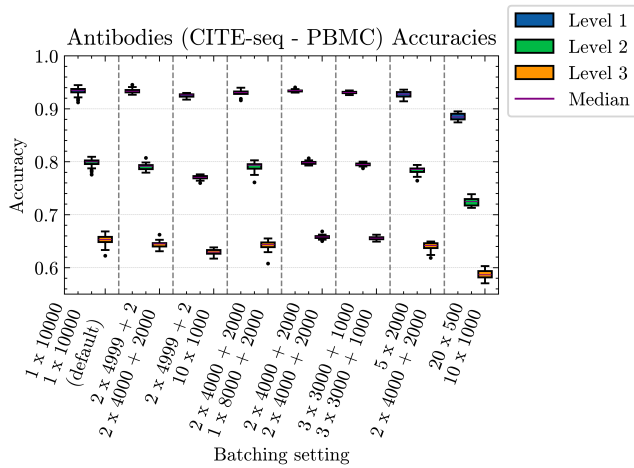 Antibodies (CITE-seq - PBMC) Accuracies
Level 1
Level 2
Level 3
Median
Accuracy
1.0
0.9
0.8
0.7
0.6
1 x 10000
1 x 10000
(default)
2 x 4999 + 2
2 x 4000 + 2000
2 x 4999 + 2
10 x 1000
2 x 4000 + 2000
1 x 8000 + 2000
2 x 4000 + 2000
2 x 4000 + 2000
3 x 3000 + 1000
3 x 3000 + 1000
5 x 2000
2 x 4000 + 2000
20 x 500
10 x 1000
Batching setting